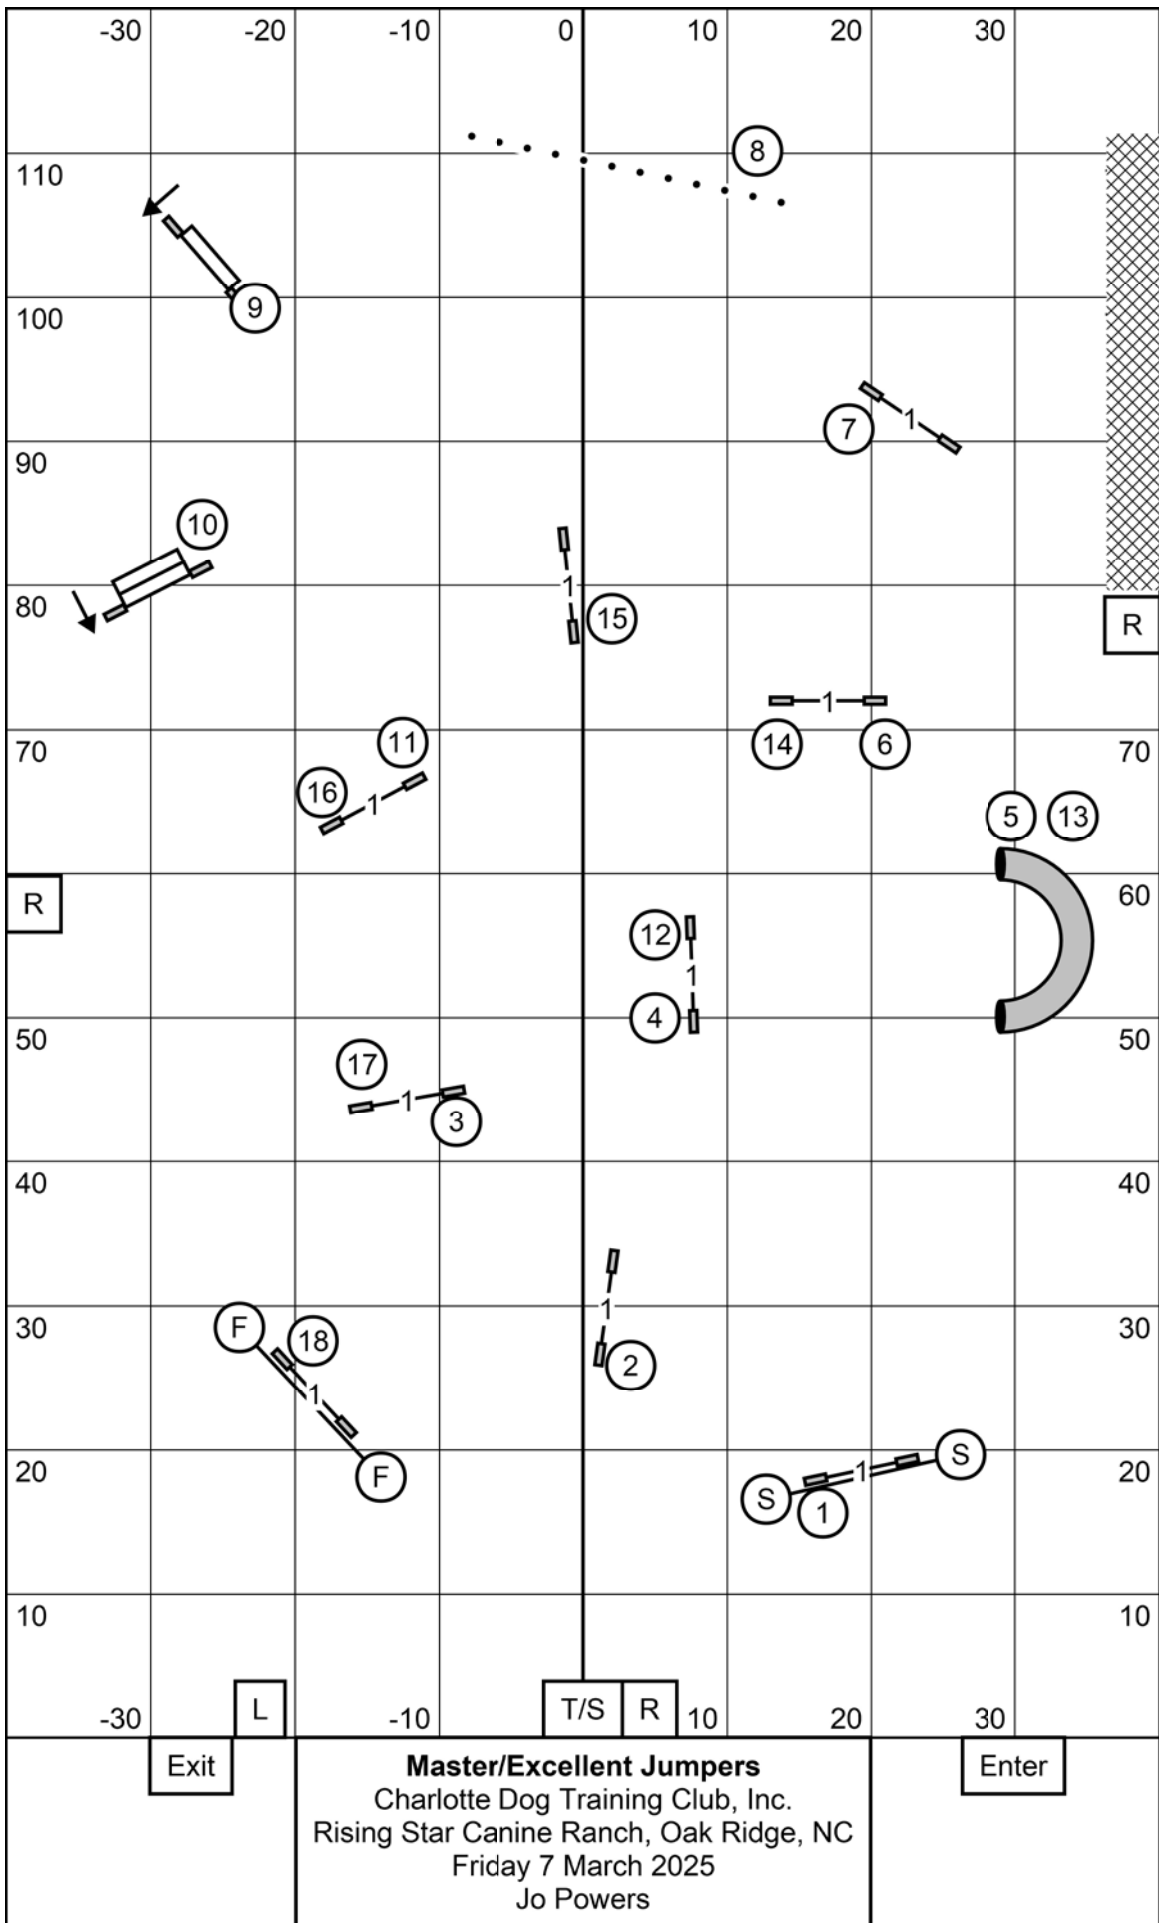 -30 -20 -10 0 10 20 30
8
110
9
100
7
90
10
80
15
R
11
14 6
70 70
16
5 13
R
60
12
4
50 50
17
1
3
40 40
1
30 30
F
18
1
2
20 20
F
S
1
S
1
10 10
L T/S R
-30 -10 10 20 30
Exit
Enter
Master/Excellent Jumpers
Charlotte Dog Training Club, Inc.
Rising Star Canine Ranch, Oak Ridge, NC
Friday 7 March 2025
Jo Powers
1
1
1
1
1